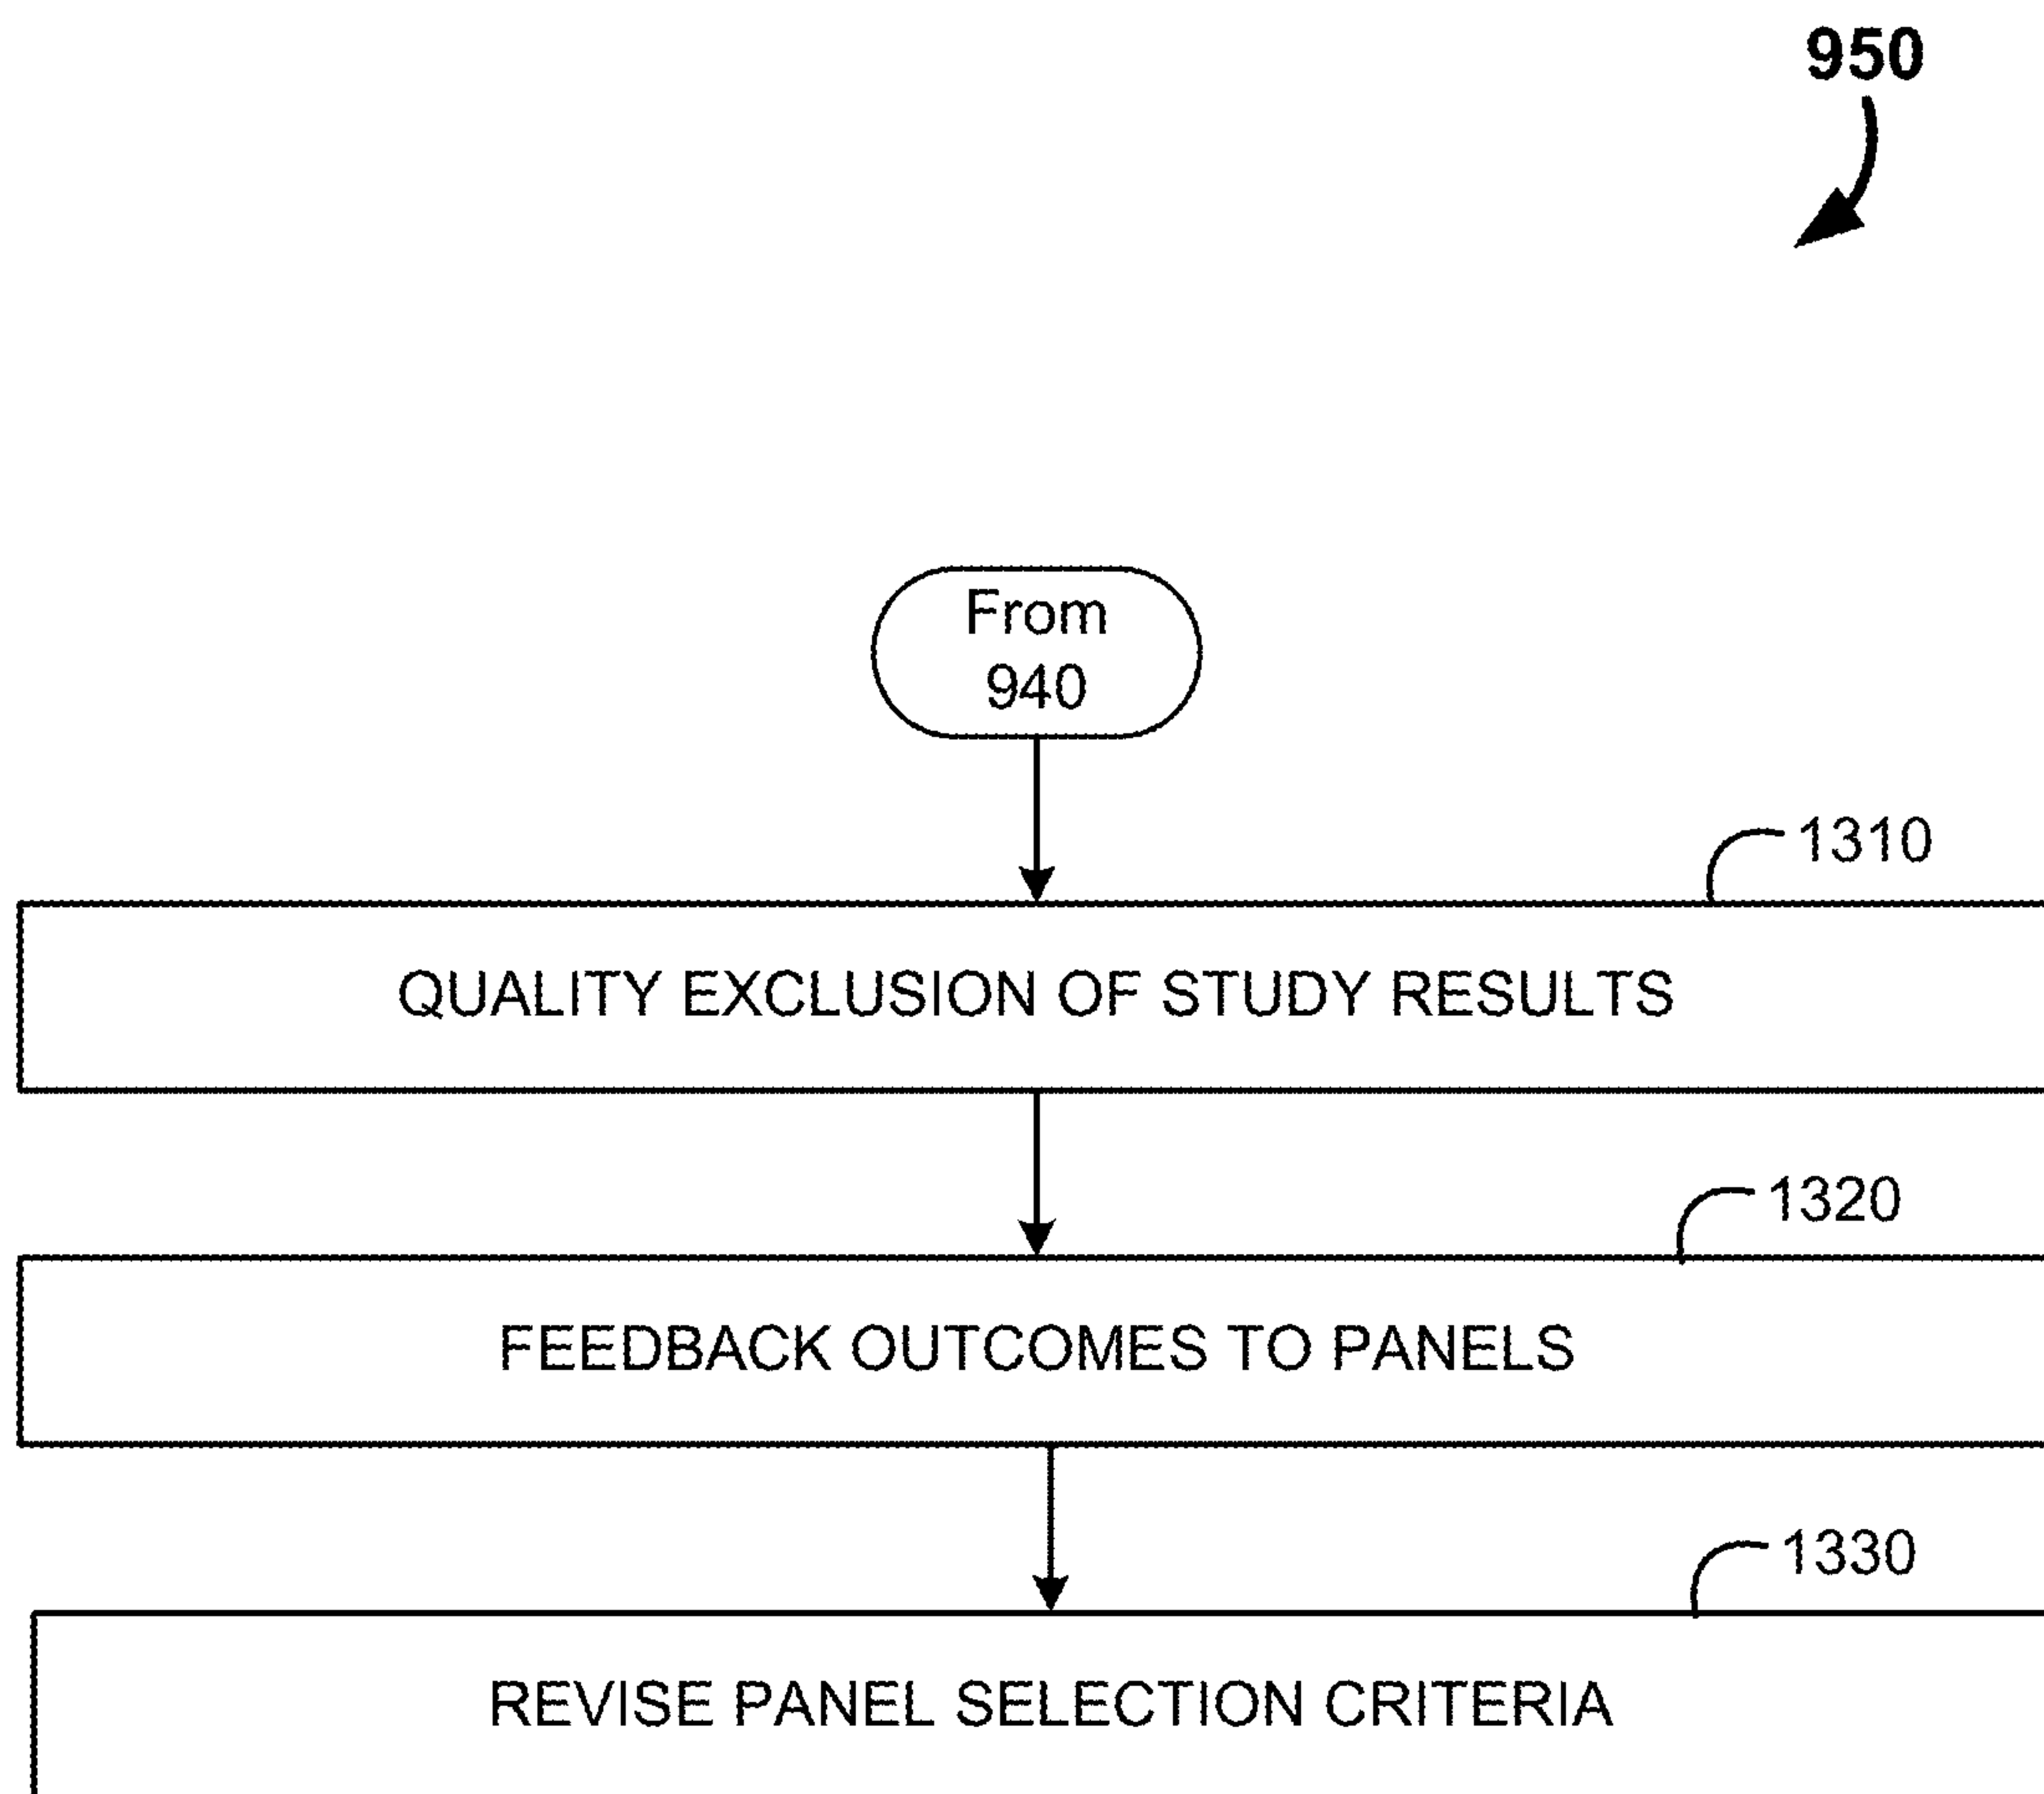 950
From
940
1310
QUALITY EXCLUSION OF STUDY RESULTS
1320
FEEDBACK OUTCOMES TO PANELS
1330
REVISE PANEL SELECTION CRITERIA